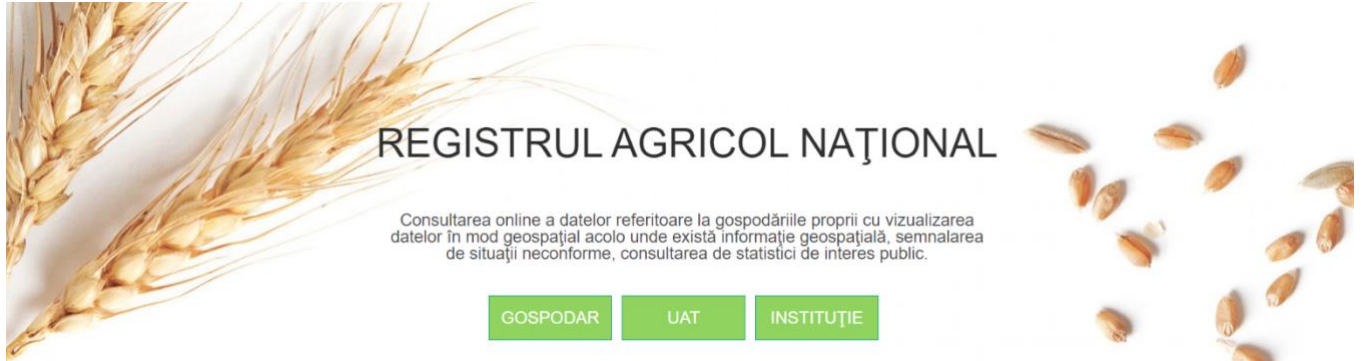 REGISTRUL AGRICOL NAŢIONAL
Consultarea online a datelor referitoare la gospodăriile proprii cu vizualizarea
datelor în mod geospaţial acolo unde există informaţie geospaţială, semnalarea
de situaţii neconforme, consultarea de statistici de interes public.
GOSPODAR UAT INSTITUŢIE